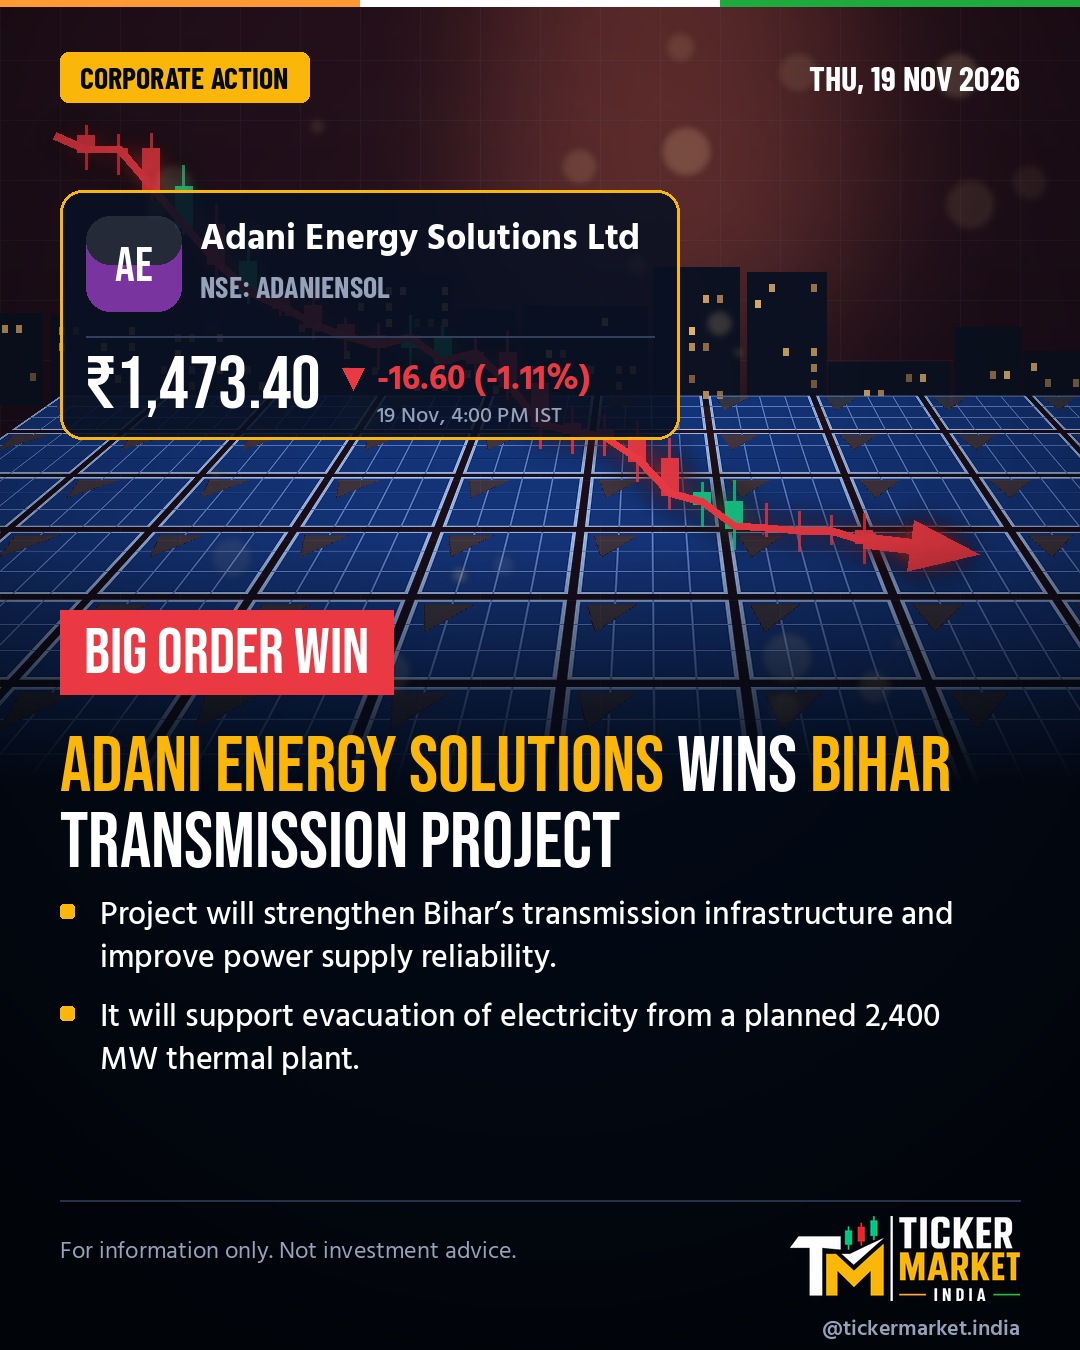 CORPORATE ACTION
THU, 19 NOV 2026
AE
Adani Energy Solutions Ltd
NSE: ADANIENSOL
₹1,473.40
▼ -16.60 (-1.11%)
19 Nov, 4:00 PM IST
BIG ORDER WIN
ADANI ENERGY SOLUTIONS WINS BIHAR
TRANSMISSION PROJECT
Project will strengthen Bihar’s transmission infrastructure and
improve power supply reliability.
It will support evacuation of electricity from a planned 2,400
MW thermal plant.
For information only. Not investment advice.
TM
TICKER
MARKET
INDIA
@tickermarket.india